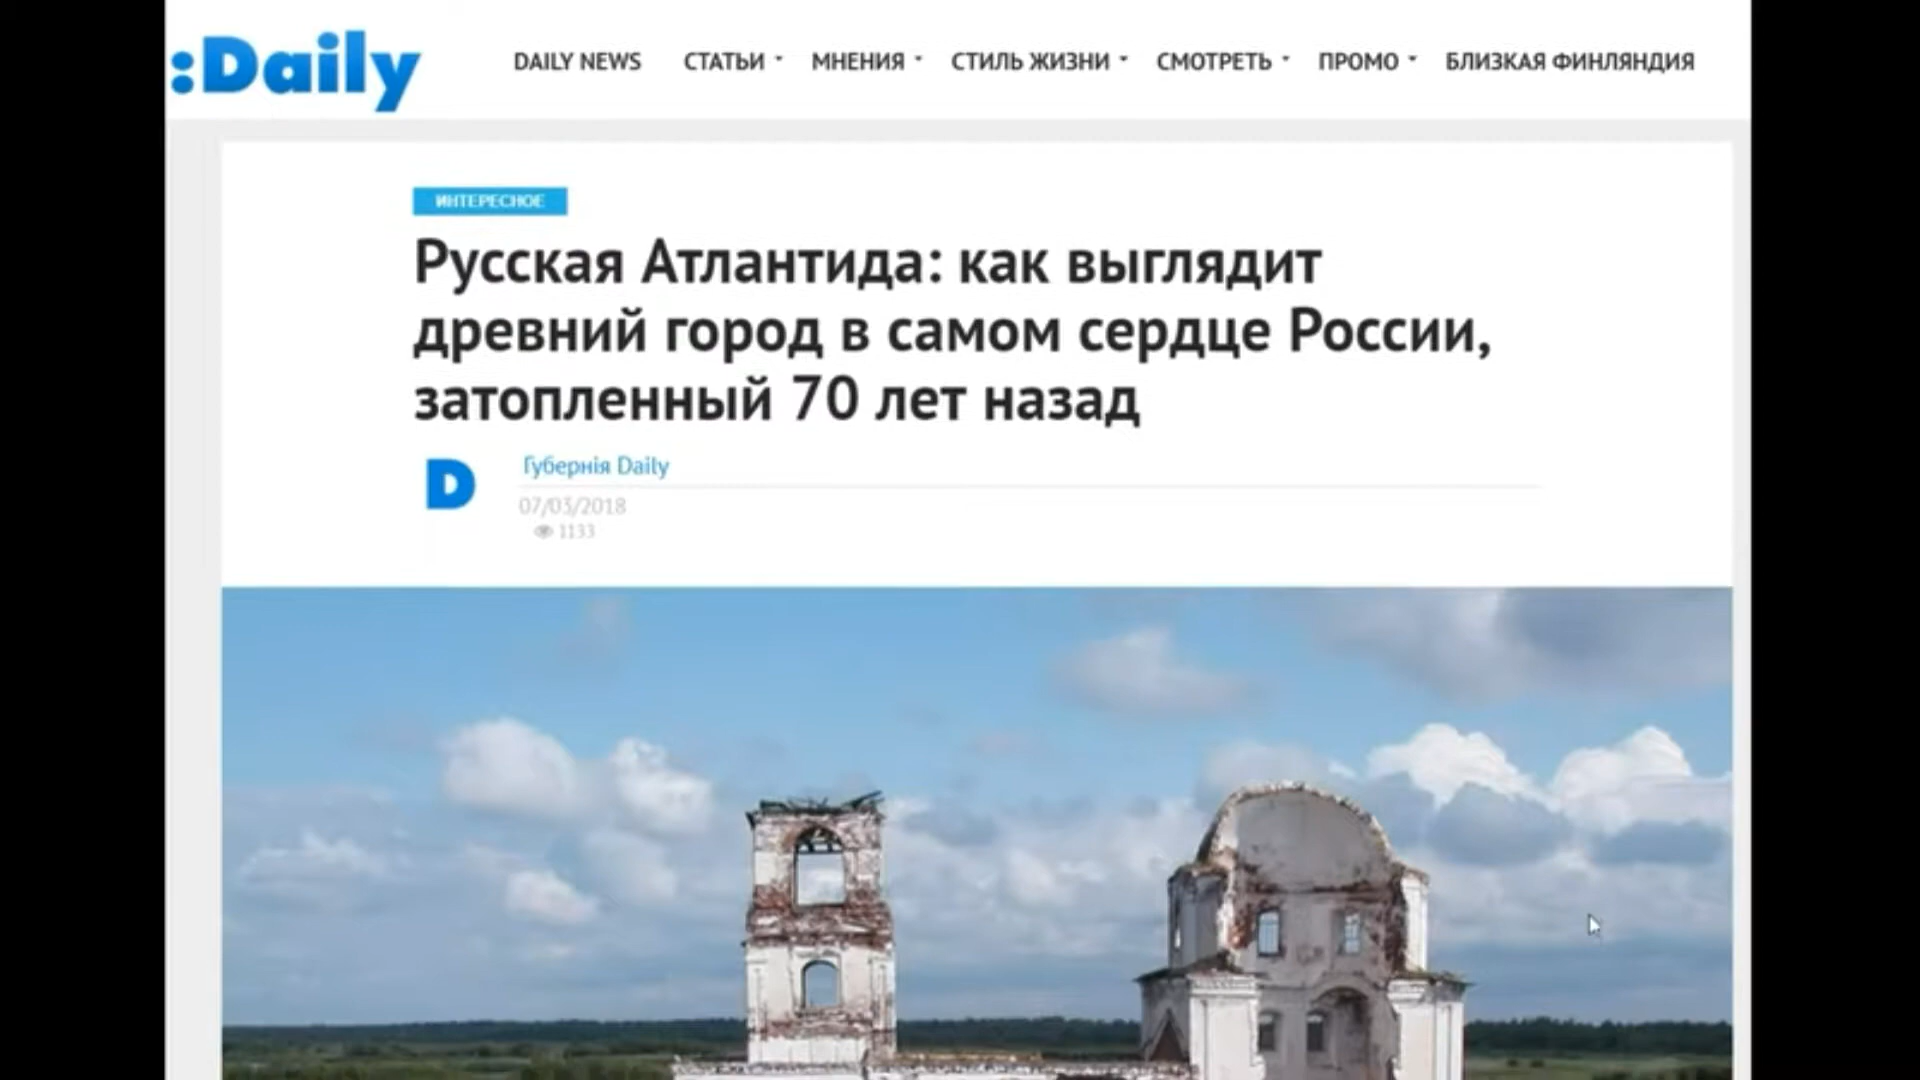 :Daily
DAILY NEWS СТАТЬИ МНЕНИЯ СТИЛЬ ЖИЗНИ СМОТРЕТЬ ПРОМО БЛИЗКАЯ ФИНЛЯНДИЯ
ИНТЕРЕСНОЕ
Русская Атлантида: как выглядит
древний город в самом сердце России,
затопленный 70 лет назад
D
Губернiя Daily
07/03/2018
1133